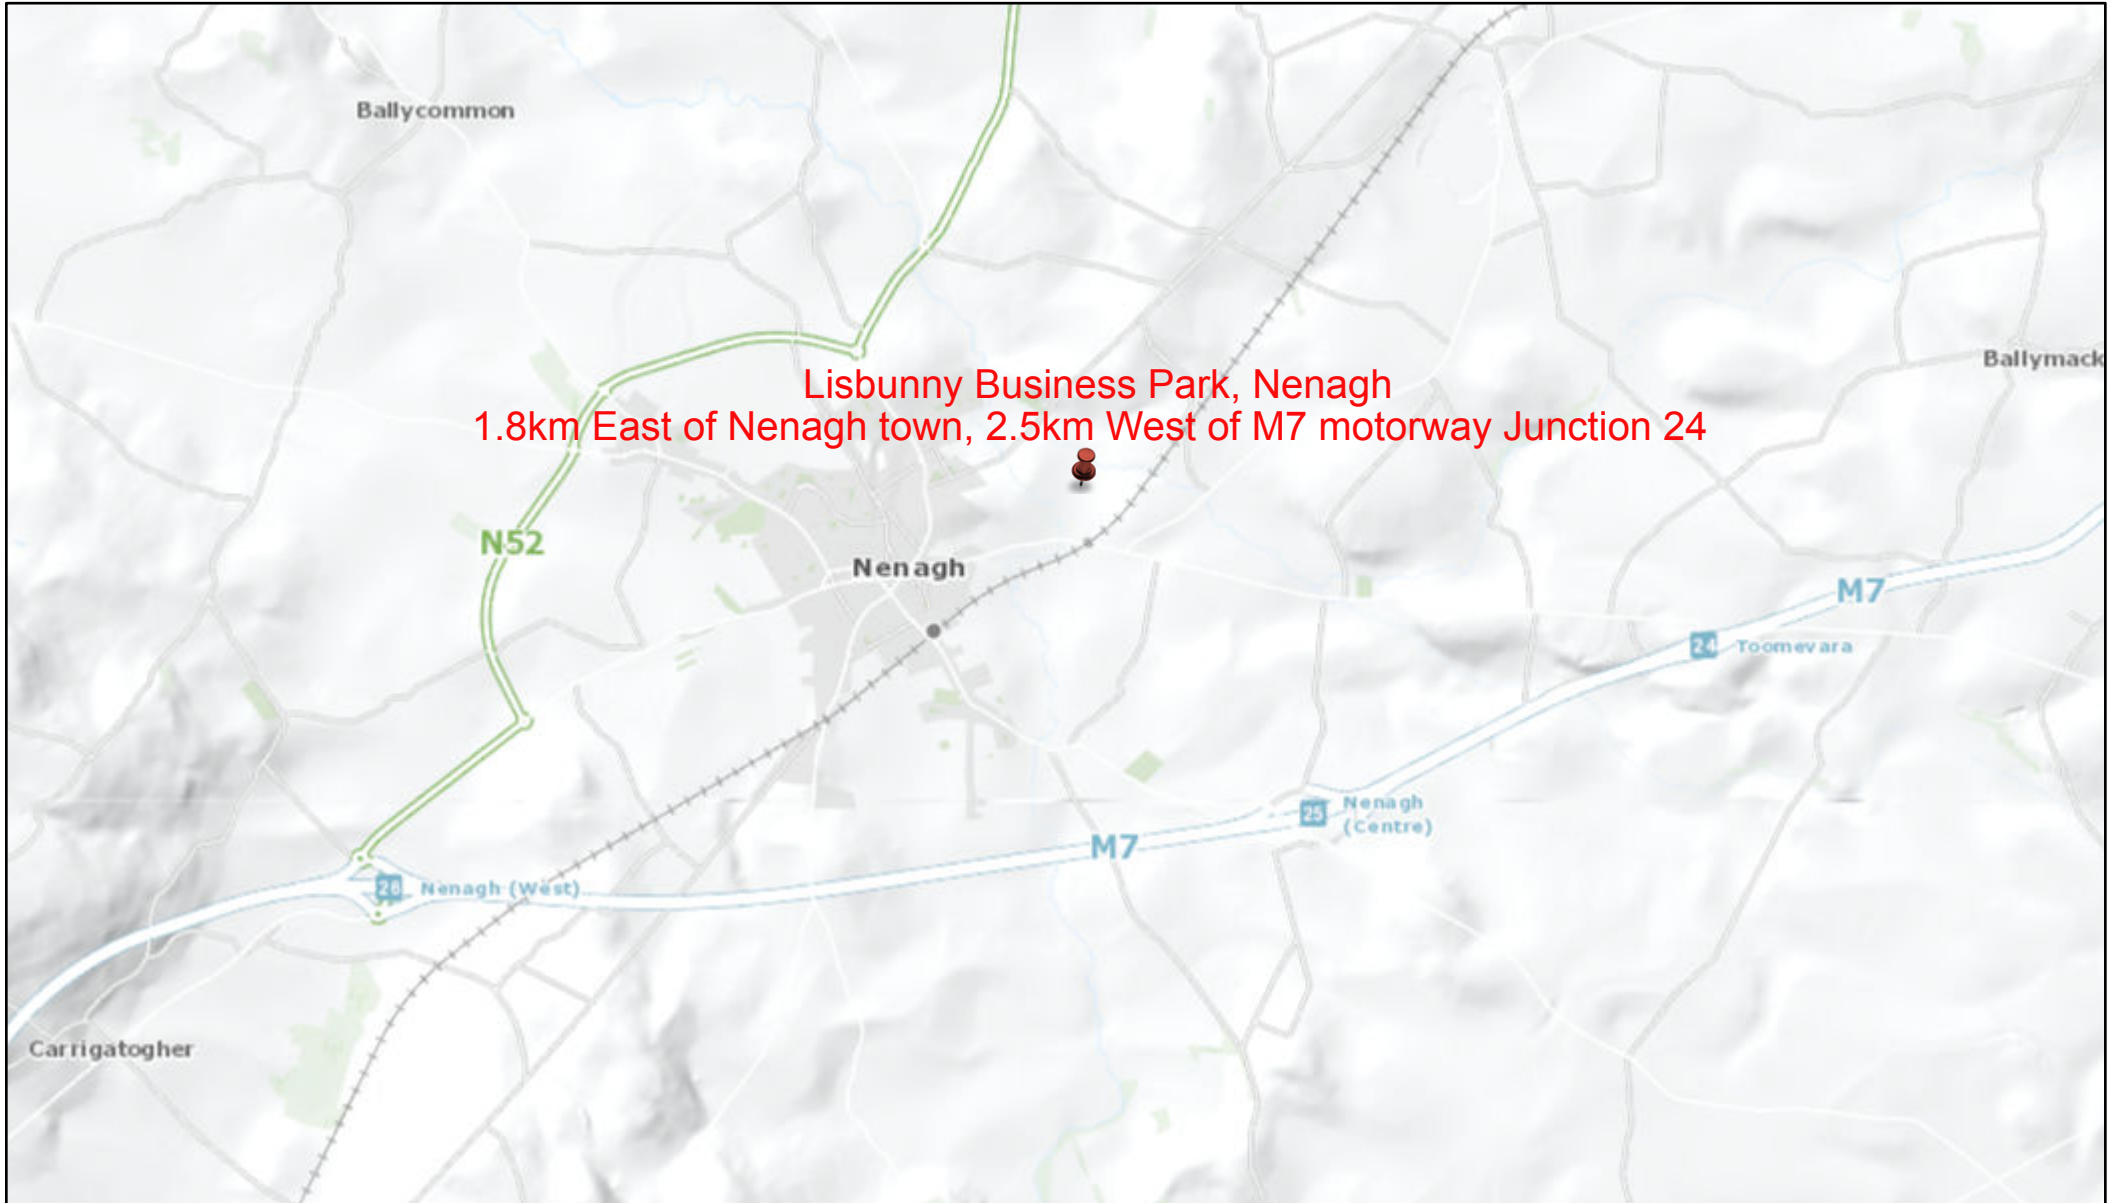 Ballycommon
Ballymack
Lisbunny Business Park, Nenagh
1.8km East of Nenagh town, 2.5km West of M7 motorway Junction 24
N52
Nenagh
M7
24 Toomevara
25 Nenagh
(Centre)
M7
26 Nenagh (West)
Carrigatogher